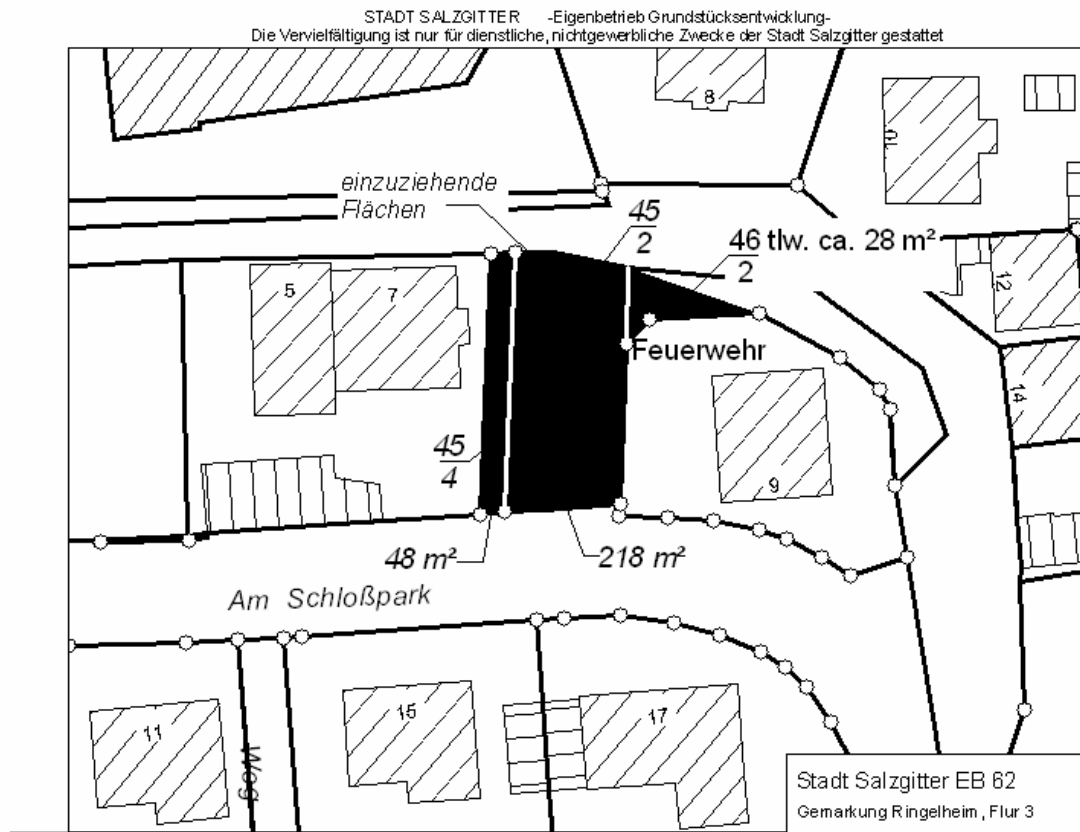 STADT SALZGITTER -Eigenbetrieb Grundstücksentwicklung-
Die Vervielfältigung ist nur für dienstliche, nichtgewerbliche Zwecke der Stadt Salzgitter gestattet
8
10
einzuziehende
Flächen
45
2
46 tlw. ca. 28 m²
2
5
7
12
Feuerwehr
14
45
4
9
48 m²
218 m²
Am Schloßpark
11
15
17
Weg
Stadt Salzgitter EB 62
Gemarkung Ringelheim, Flur 3